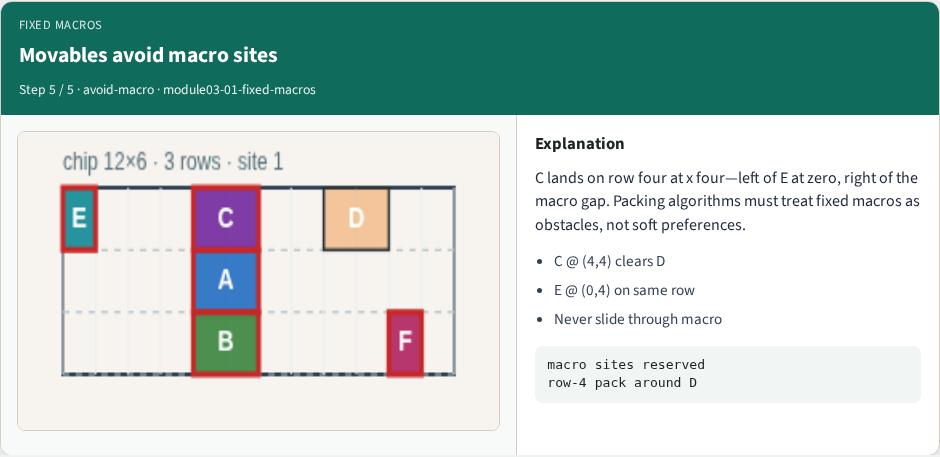 FIXED MACROS
Movables avoid macro sites
Step 5 / 5 · avoid-macro · module03-01-fixed-macros
chip 12×6 · 3 rows · site 1
E
C
D
A
B
F
Explanation
C lands on row four at x four—left of E at zero, right of the
macro gap. Packing algorithms must treat fixed macros as
obstacles, not soft preferences.
• C @ (4,4) clears D
• E @ (0,4) on same row
• Never slide through macro
macro sites reserved
row-4 pack around D